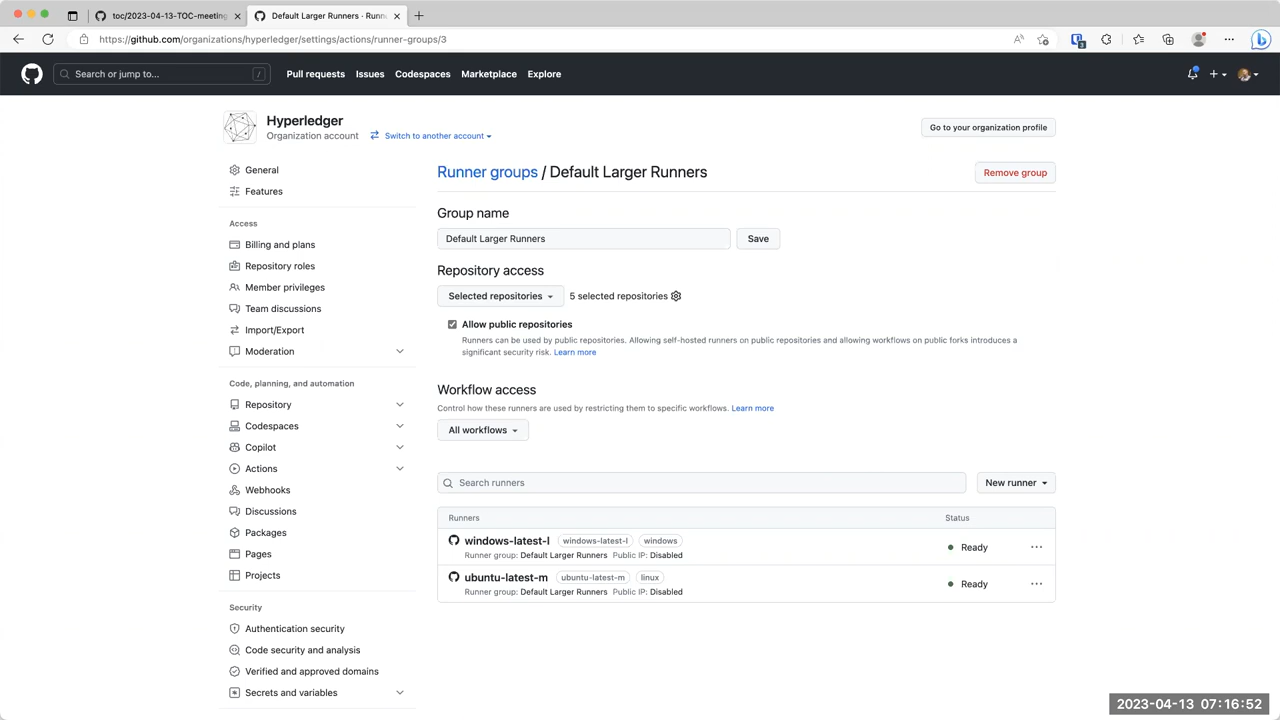 toc/2023-04-13-TOC-meeting
Default Larger Runners · Runn
https://github.com/organizations/hyperledger/settings/actions/runner-groups/3
Search or jump to...
/
Pull requests
Issues
Codespaces
Marketplace
Explore
Hyperledger
Organization account
Switch to another account
Go to your organization profile
General
Features
Access
Billing and plans
Repository roles
Member privileges
Team discussions
Import/Export
Moderation
Code, planning, and automation
Repository
Codespaces
Copilot
Actions
Webhooks
Discussions
Packages
Pages
Projects
Security
Authentication security
Code security and analysis
Verified and approved domains
Secrets and variables
Runner groups / Default Larger Runners
Remove group
Group name
Default Larger Runners
Save
Repository access
Selected repositories
5 selected repositories
Allow public repositories
Runners can be used by public repositories. Allowing self-hosted runners on public repositories and allowing workflows on public forks introduces a
significant security risk. Learn more
Workflow access
Control how these runners are used by restricting them to specific workflows. Learn more
All workflows
Search runners
New runner
Runners
Status
windows-latest-l windows-latest-l windows
Runner group: Default Larger Runners Public IP: Disabled
Ready
ubuntu-latest-m ubuntu-latest-m linux
Runner group: Default Larger Runners Public IP: Disabled
Ready
2023-04-13 07:16:52